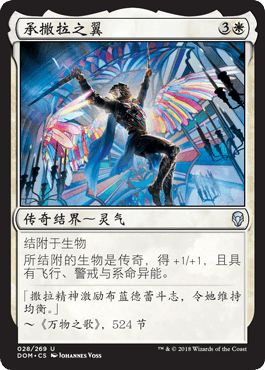 承撒拉之翼 3
传奇结界～灵气
结附于生物
所结附的生物是传奇，得 +1/+1，且具
有飞行、警戒与系命异能。
「撒拉精神激励布蓝德蕾斗志，令她维持
均衡。」
～《万物之歌》，524 节
028/269 U
DOM • CS Johannes Voss
™ & © 2018 Wizards of the Coast